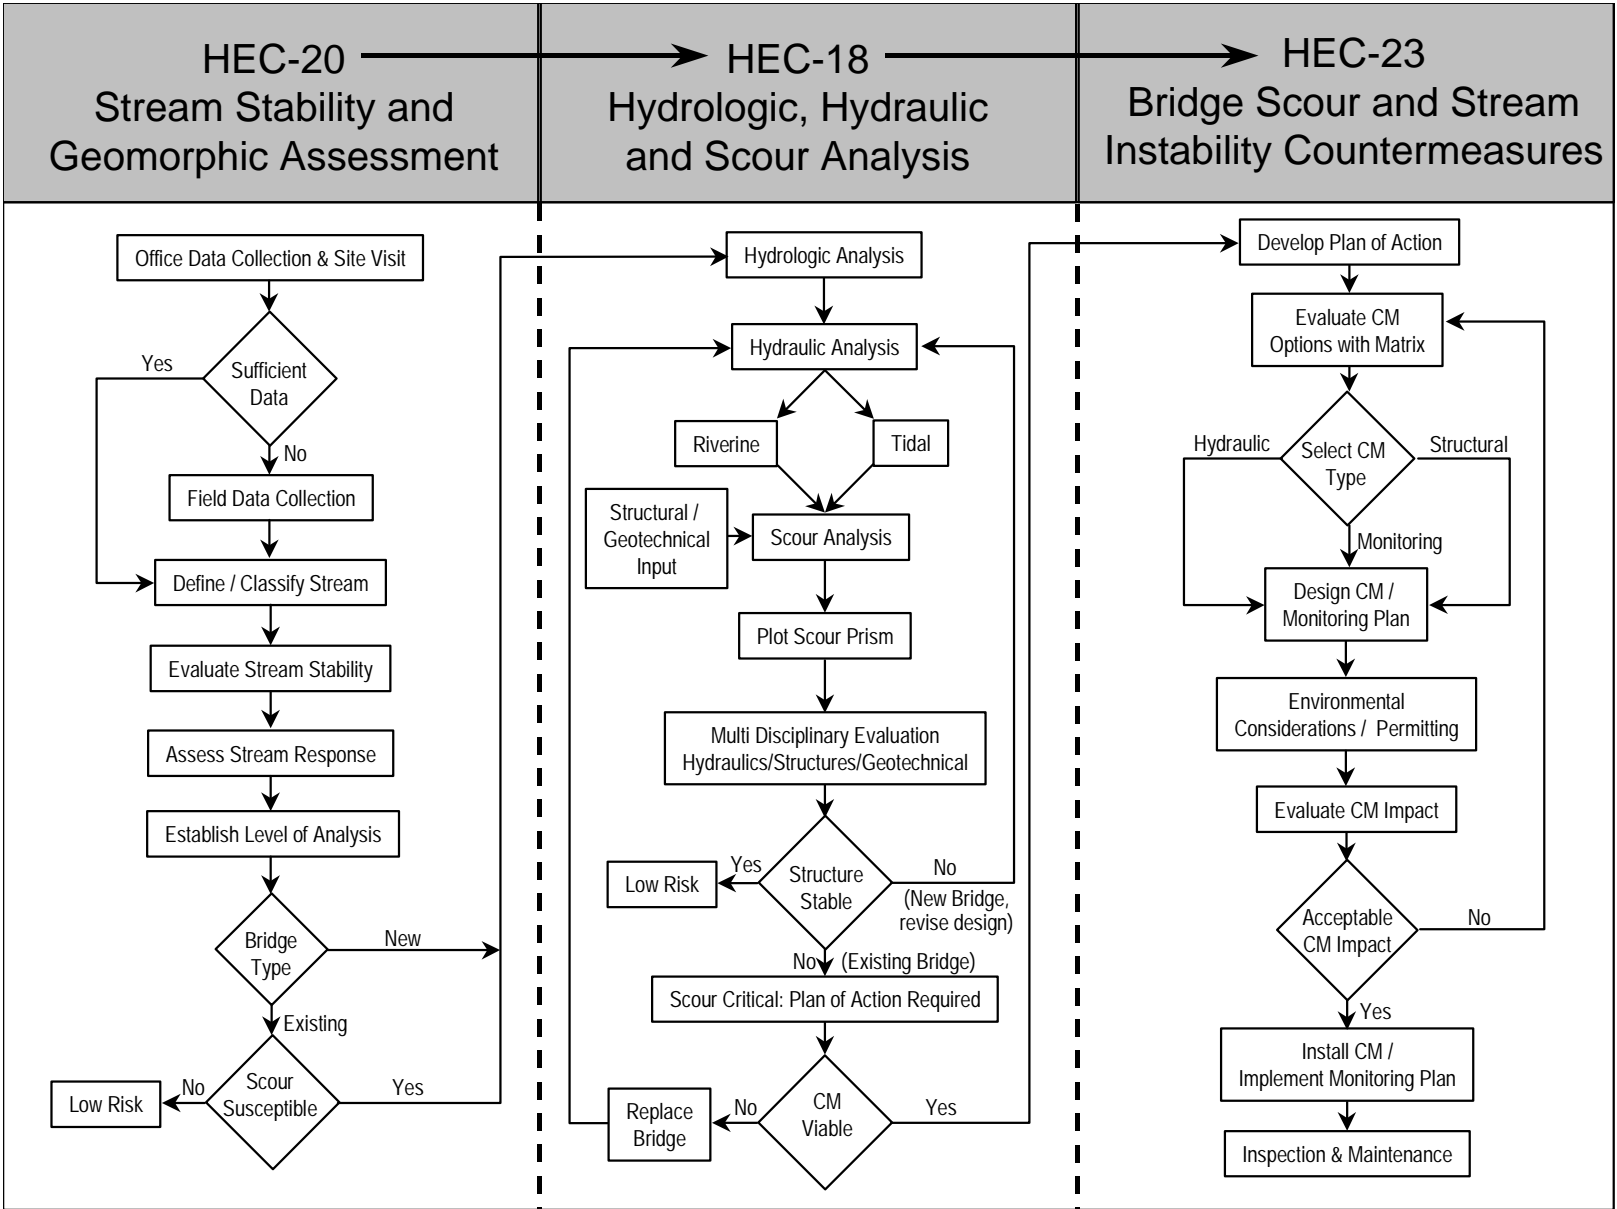 HEC-20
Stream Stability and
Geomorphic Assessment
HEC-18
Hydrologic, Hydraulic
and Scour Analysis
HEC-23
Bridge Scour and Stream
Instability Countermeasures
Office Data Collection & Site Visit
Yes
Sufficient
Data
No
Field Data Collection
Define / Classify Stream
Evaluate Stream Stability
Assess Stream Response
Establish Level of Analysis
Bridge
Type
New
Existing
Scour
Susceptible
No
Low Risk
Yes
Hydrologic Analysis
Hydraulic Analysis
Riverine
Tidal
Structural /
Geotechnical
Input
Scour Analysis
Plot Scour Prism
Multi Disciplinary Evaluation
Hydraulics/Structures/Geotechnical
Structure
Stable
Yes
Low Risk
No
(New Bridge,
revise design)
No
(Existing Bridge)
Scour Critical: Plan of Action Required
CM
Viable
No
Replace
Bridge
Yes
Develop Plan of Action
Evaluate CM
Options with Matrix
Select CM
Type
Hydraulic
Structural
Monitoring
Design CM /
Monitoring Plan
Environmental
Considerations / Permitting
Evaluate CM Impact
Acceptable
CM Impact
No
Yes
Install CM /
Implement Monitoring Plan
Inspection & Maintenance